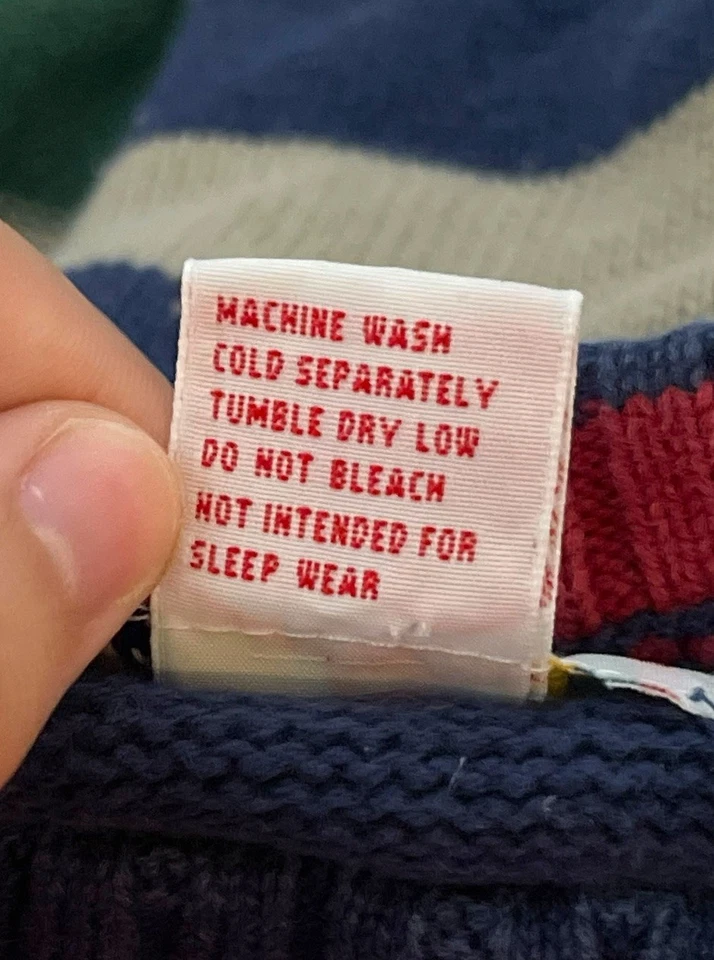 MACHINE WASH
COLD SEPARATELY
TUMBLE DRY LOW
DO NOT BLEACH
NOT INTENDED FOR
SLEEP WEAR